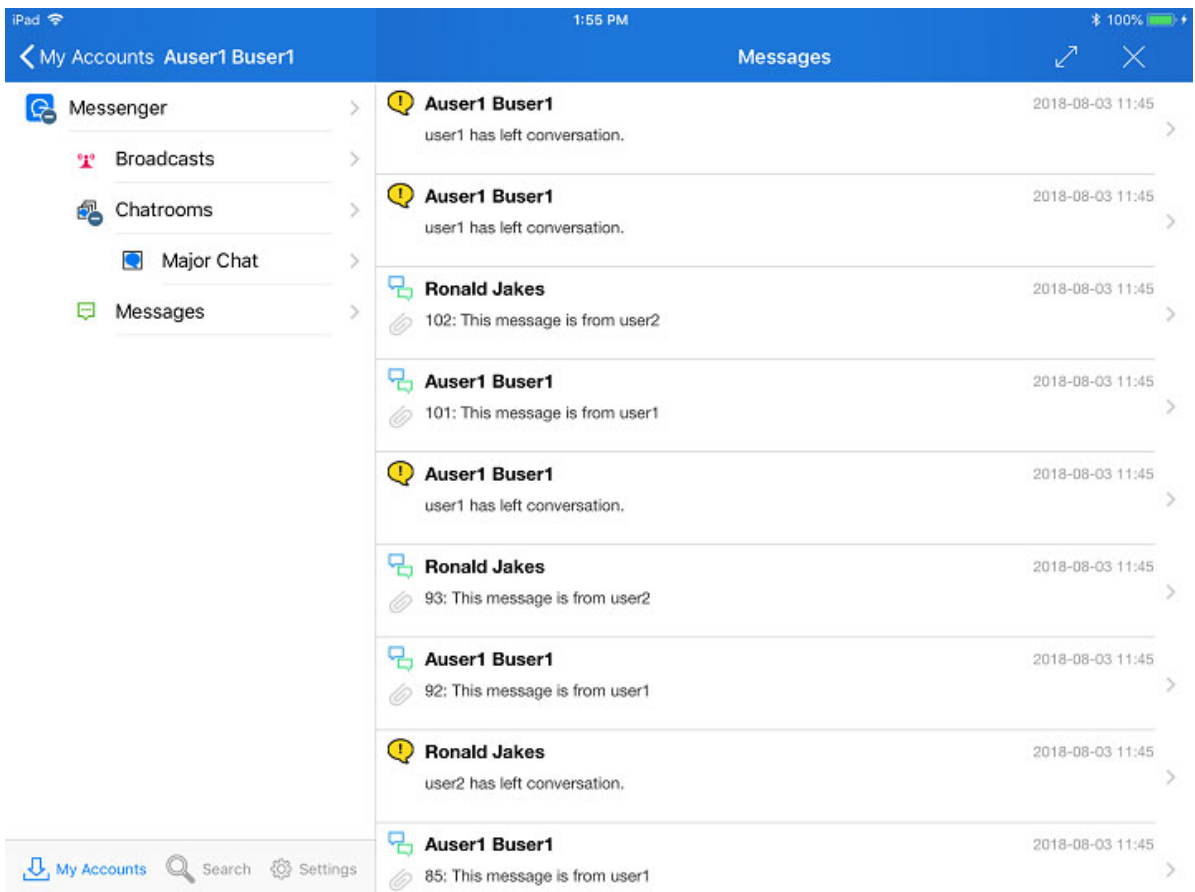 iPad 1:55 PM 100%
My Accounts Auser1 Buser1 Messages
Messenger
Broadcasts
Chatrooms
Major Chat
Messages
Auser1 Buser1 2018-08-03 11:45
user1 has left conversation.
Auser1 Buser1 2018-08-03 11:45
user1 has left conversation.
Ronald Jakes 2018-08-03 11:45
102: This message is from user2
Auser1 Buser1 2018-08-03 11:45
101: This message is from user1
Auser1 Buser1 2018-08-03 11:45
user1 has left conversation.
Ronald Jakes 2018-08-03 11:45
93: This message is from user2
Auser1 Buser1 2018-08-03 11:45
92: This message is from user1
Ronald Jakes 2018-08-03 11:45
user2 has left conversation.
Auser1 Buser1 2018-08-03 11:45
85: This message is from user1
My Accounts Search Settings